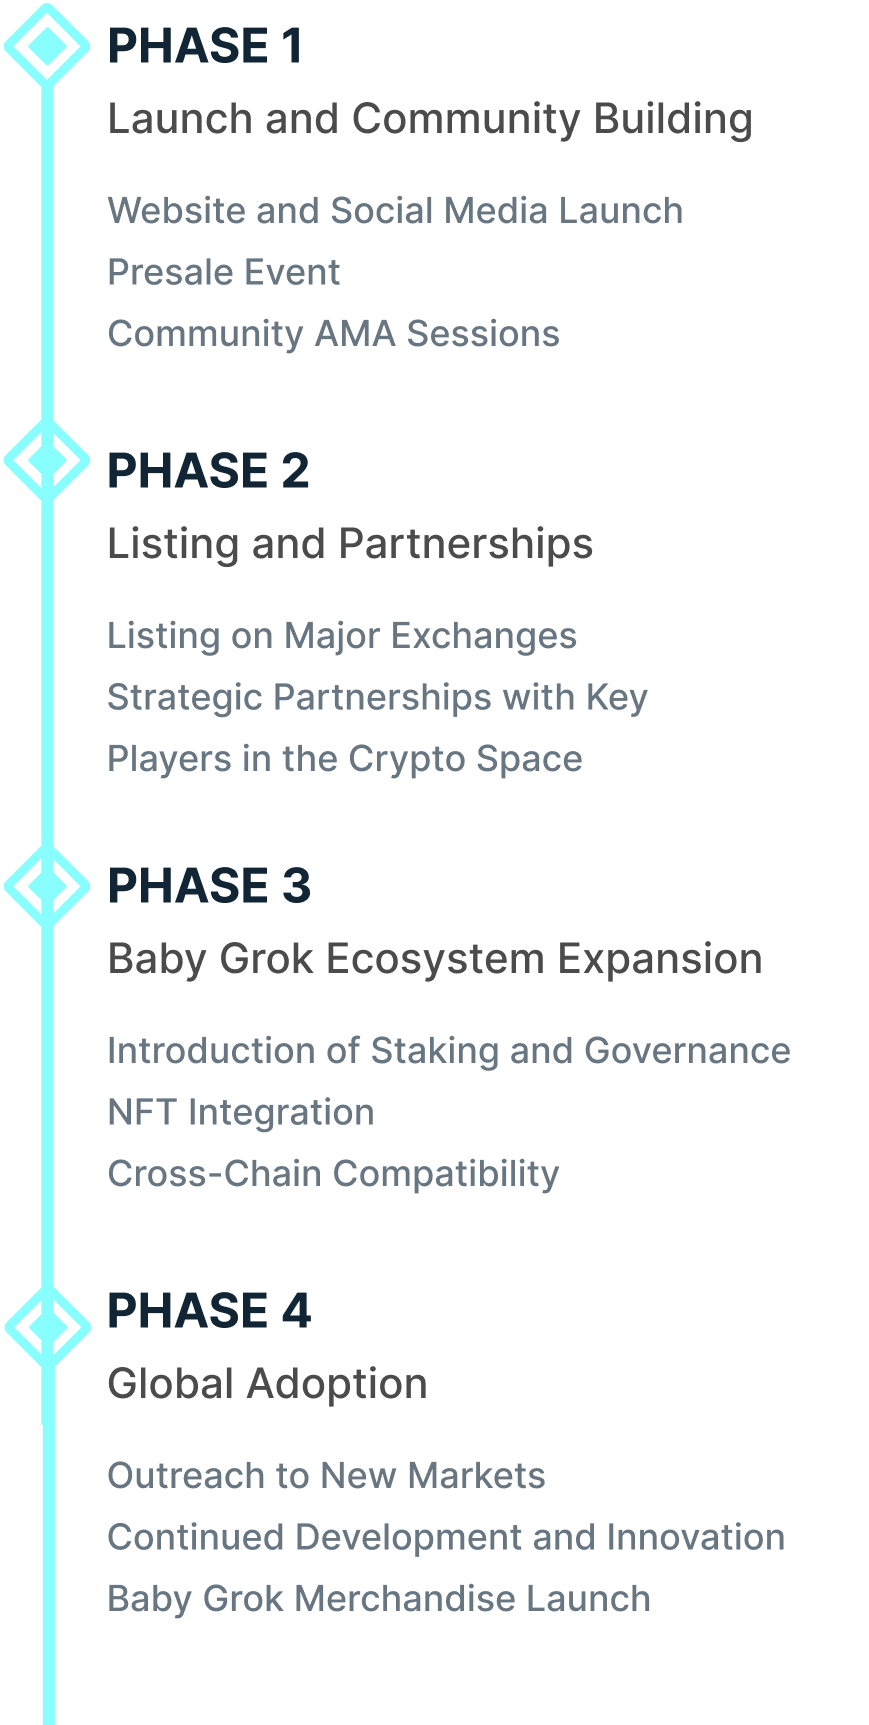 PHASE 1
Launch and Community Building
Website and Social Media Launch
Presale Event
Community AMA Sessions
PHASE 2
Listing and Partnerships
Listing on Major Exchanges
Strategic Partnerships with Key
Players in the Crypto Space
PHASE 3
Baby Grok Ecosystem Expansion
Introduction of Staking and Governance
NFT Integration
Cross-Chain Compatibility
PHASE 4
Global Adoption
Outreach to New Markets
Continued Development and Innovation
Baby Grok Merchandise Launch